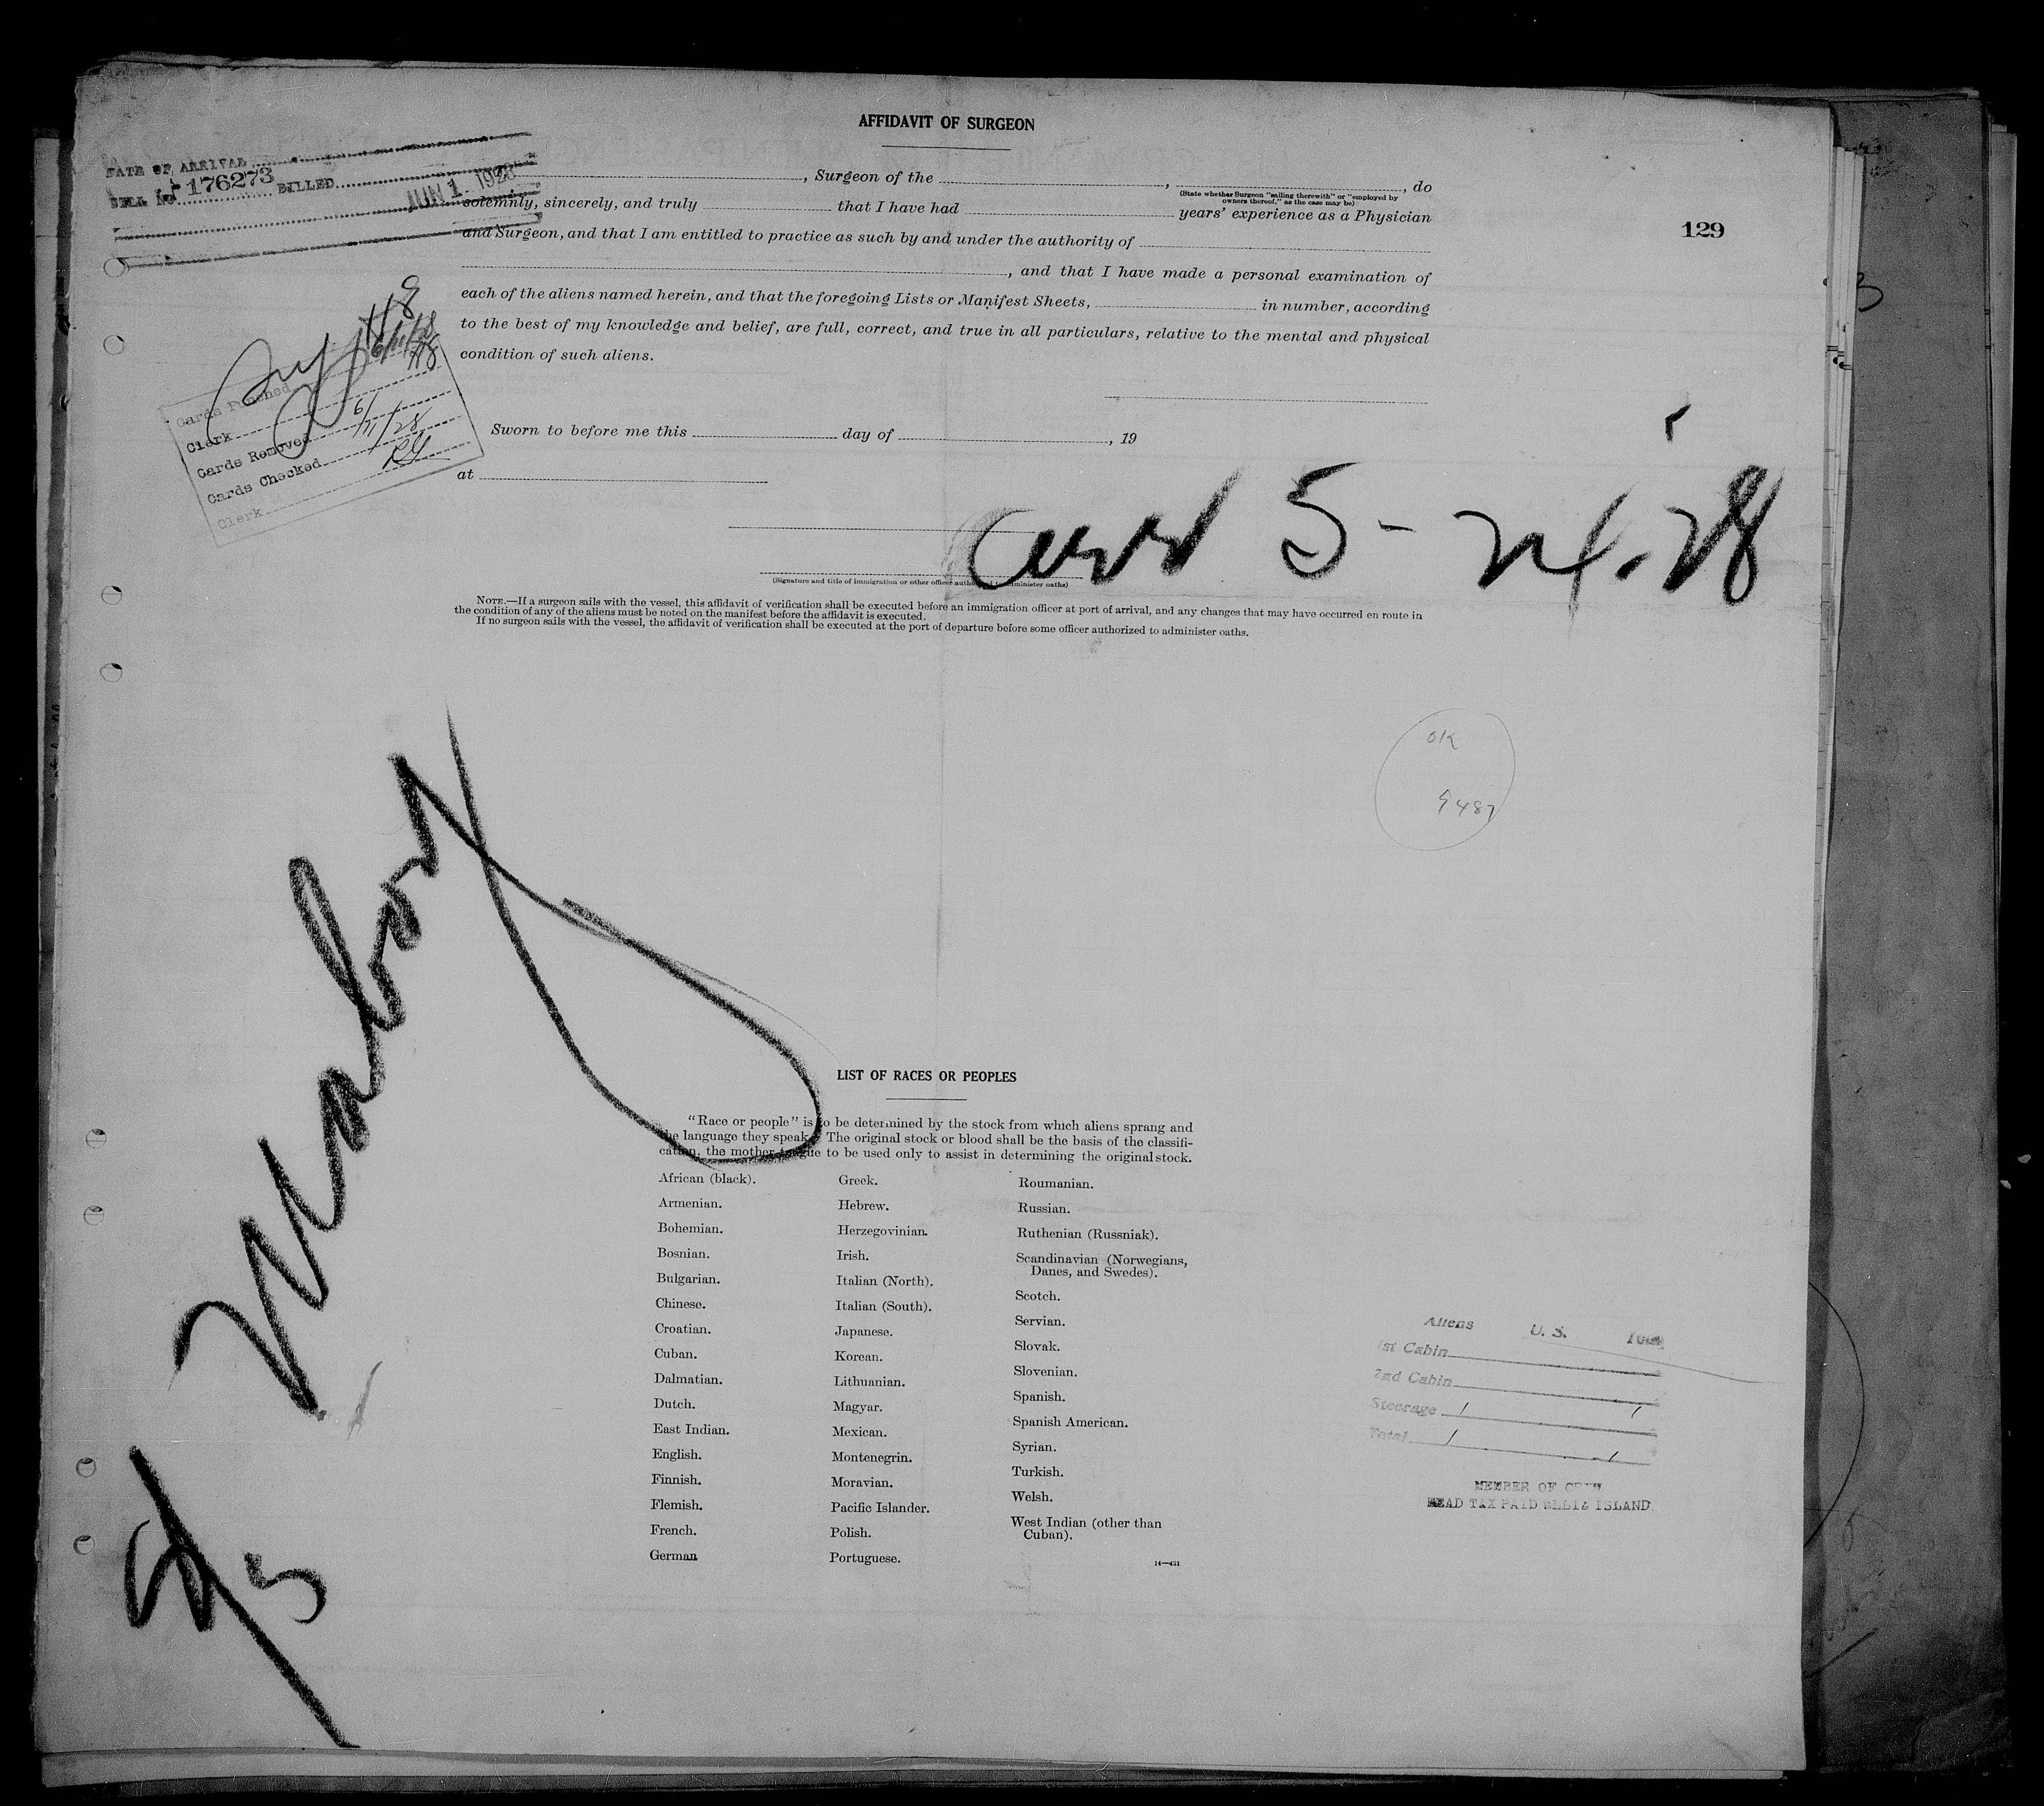 AFFIDAVIT OF SURGEON
DATE OF ARRIVAL
BILL No. 176273 BILLED JUN 1 1928
, Surgeon of the , , do
(State whether Surgeon "sailing therewith" or "employed by
owners thereof," as the case may be)
solemnly, sincerely, and truly that I have had years' experience as a Physician
and Surgeon, and that I am entitled to practice as such by and under the authority of
129
, and that I have made a personal examination of
each of the aliens named herein, and that the foregoing Lists or Manifest Sheets, in number, according
to the best of my knowledge and belief, are full, correct, and true in all particulars, relative to the mental and physical
condition of such aliens.
Cards Punched
Clerk
Cards Removed 6/11/28
Cards Checked
Clerk
Sworn to before me this day of , 19
at
arrd 5-24.28
(Signature and title of immigration or other officer authorized to administer oaths)
NOTE.—If a surgeon sails with the vessel, this affidavit of verification shall be executed before an immigration officer at port of arrival, and any changes that may have occurred en route in
the condition of any of the aliens must be noted on the manifest before the affidavit is executed.
If no surgeon sails with the vessel, the affidavit of verification shall be executed at the port of departure before some officer authorized to administer oaths.
OK
9487
LIST OF RACES OR PEOPLES
"Race or people" is to be determined by the stock from which aliens sprang and
the language they speak. The original stock or blood shall be the basis of the classifi-
cation, the mother tongue to be used only to assist in determining the original stock.
African (black).
Armenian.
Bohemian.
Bosnian.
Bulgarian.
Chinese.
Croatian.
Cuban.
Dalmatian.
Dutch.
East Indian.
English.
Finnish.
Flemish.
French.
German
Greek.
Hebrew.
Herzegovinian.
Irish.
Italian (North).
Italian (South).
Japanese.
Korean.
Lithuanian.
Magyar.
Mexican.
Montenegrin.
Moravian.
Pacific Islander.
Polish.
Portuguese.
Roumanian.
Russian.
Ruthenian (Russniak).
Scandinavian (Norwegians,
Danes, and Swedes).
Scotch.
Servian.
Slovak.
Slovenian.
Spanish.
Spanish American.
Syrian.
Turkish.
Welsh.
West Indian (other than
Cuban).
14—431
Aliens U. S. Total
1st Cabin
2nd Cabin
Steerage 1 1
Total 1 1
MEMBER OF CREW
HEAD TAX PAID ELLIS ISLAND